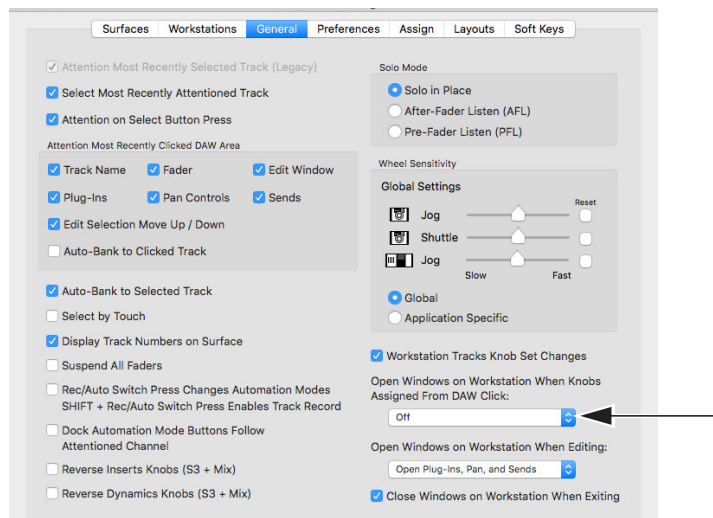 Surfaces Workstations General Preferences Assign Layouts Soft Keys
Attention Most Recently Selected Track (Legacy)
Select Most Recently Attentioned Track
Attention on Select Button Press
Attention Most Recently Clicked DAW Area
Track Name Fader Edit Window
Plug-Ins Pan Controls Sends
Edit Selection Move Up / Down
Auto-Bank to Clicked Track
Auto-Bank to Selected Track
Select by Touch
Display Track Numbers on Surface
Suspend All Faders
Rec/Auto Switch Press Changes Automation Modes
SHIFT + Rec/Auto Switch Press Enables Track Record
Dock Automation Mode Buttons Follow
Attentioned Channel
Reverse Inserts Knobs (S3 + Mix)
Reverse Dynamics Knobs (S3 + Mix)
Solo Mode
Solo in Place
After-Fader Listen (AFL)
Pre-Fader Listen (PFL)
Wheel Sensitivity
Global Settings
Reset
Jog
Shuttle
Jog
Slow Fast
Global
Application Specific
Workstation Tracks Knob Set Changes
Open Windows on Workstation When Knobs
Assigned From DAW Click:
Off
Open Windows on Workstation When Editing:
Open Plug-Ins, Pan, and Sends
Close Windows on Workstation When Exiting